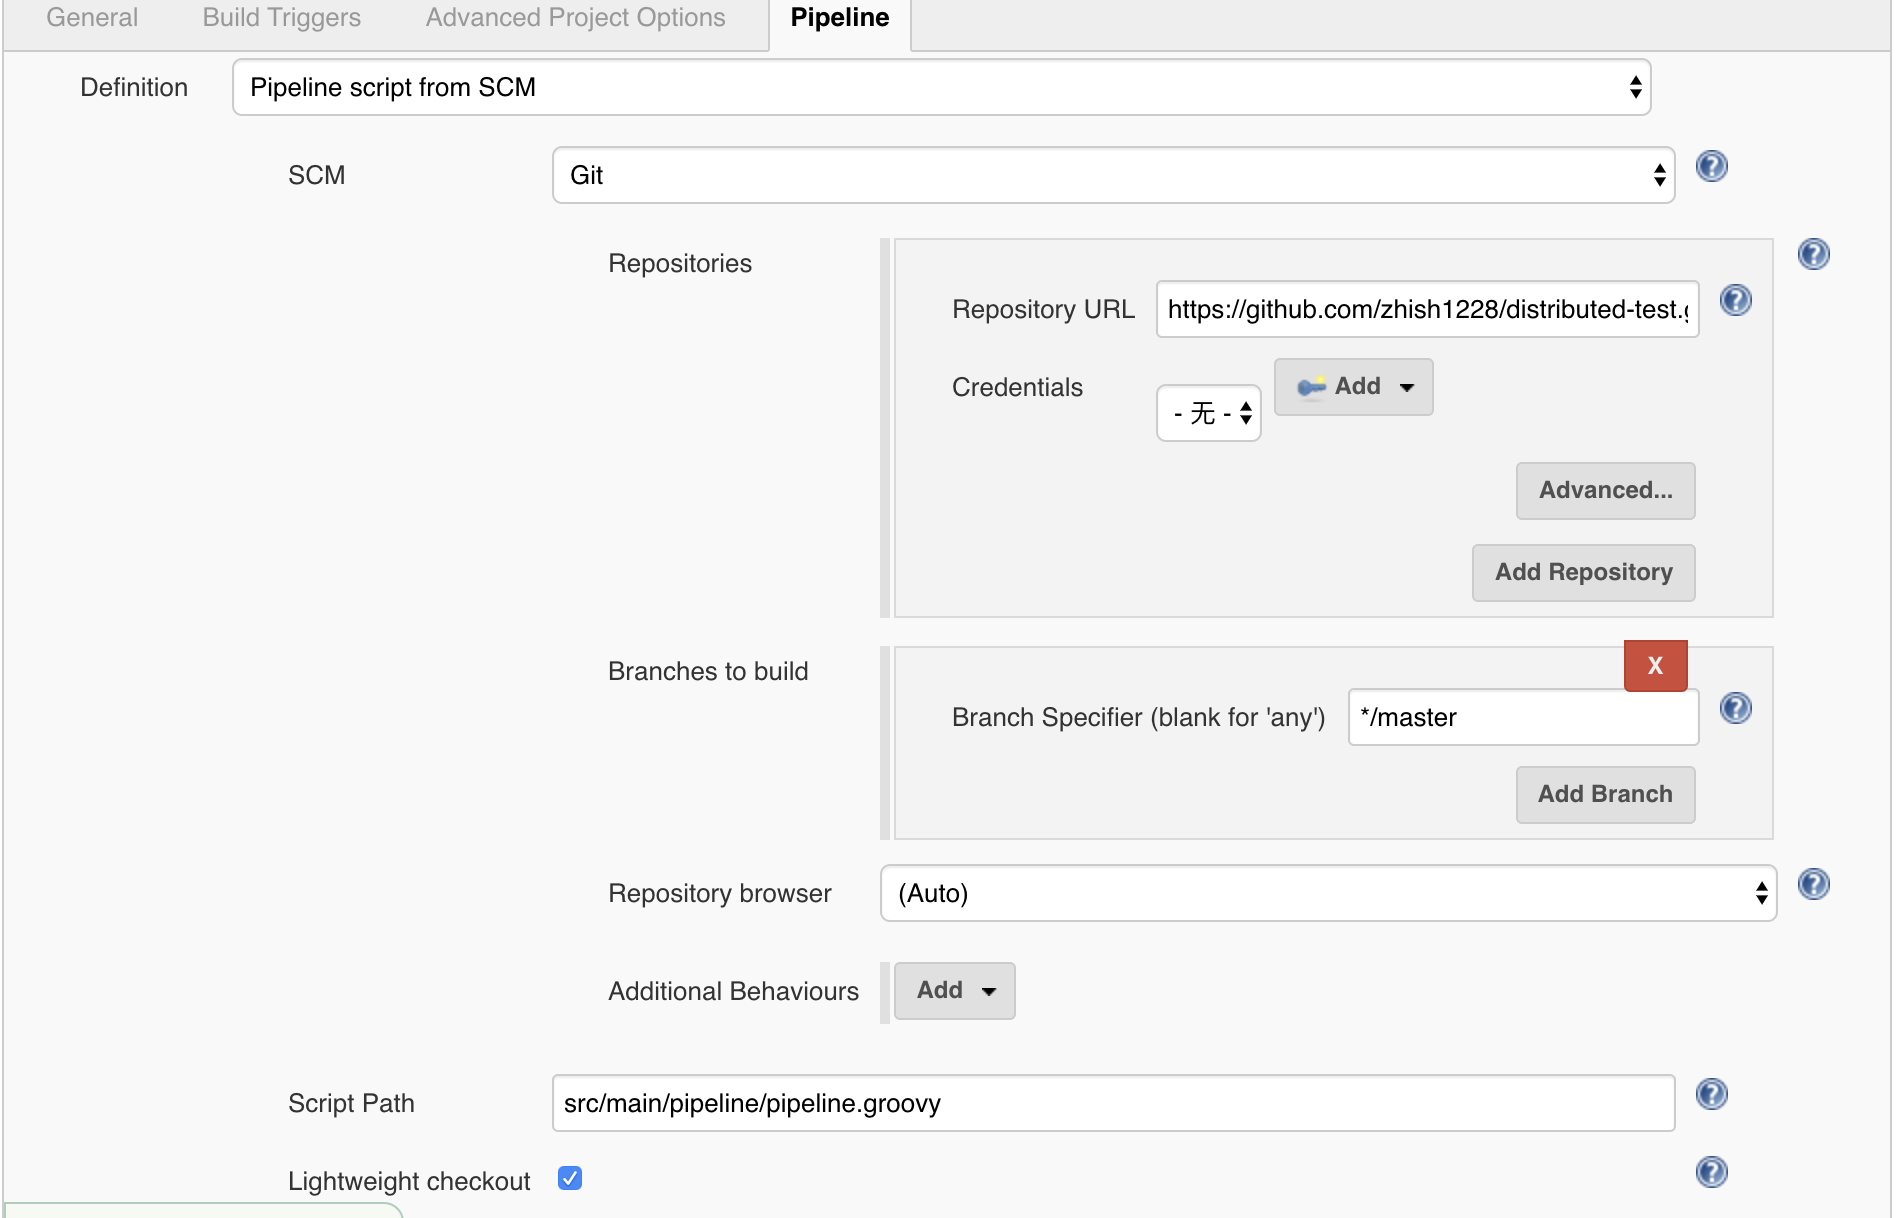 General Build Triggers Advanced Project Options Pipeline
Definition Pipeline script from SCM
SCM Git ?
Repositories ?
Repository URL https://github.com/zhish1228/distributed-test. ?
Credentials - 无 - Add
Advanced...
Add Repository
X
Branches to build
Branch Specifier (blank for 'any') */master ?
Add Branch
Repository browser (Auto) ?
Additional Behaviours Add
Script Path src/main/pipeline/pipeline.groovy ?
Lightweight checkout ?